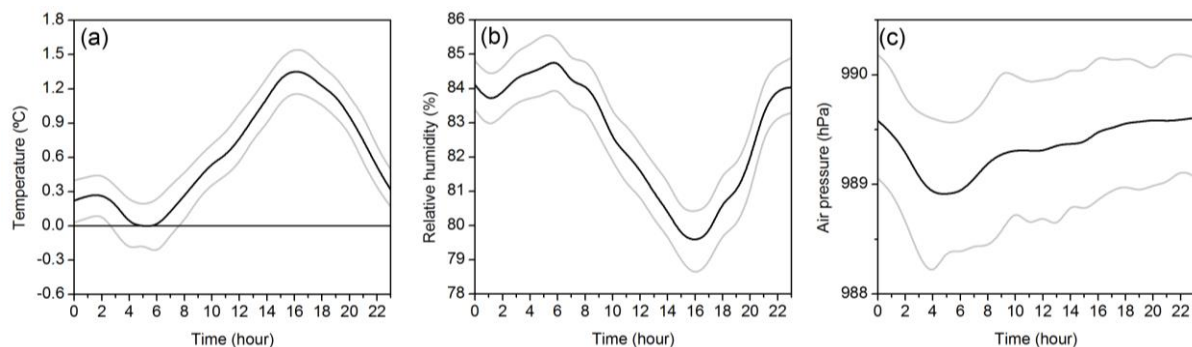 (a)
Temperature (ºC)
1.8
1.5
1.2
0.9
0.6
0.3
0.0
-0.3
-0.6
0 2 4 6 8 10 12 14 16 18 20 22
Time (hour)
(b)
Relative humidity (%)
86
85
84
83
82
81
80
79
78
0 2 4 6 8 10 12 14 16 18 20 22
Time (hour)
(c)
Air pressure (hPa)
990
989
988
0 2 4 6 8 10 12 14 16 18 20 22
Time (hour)